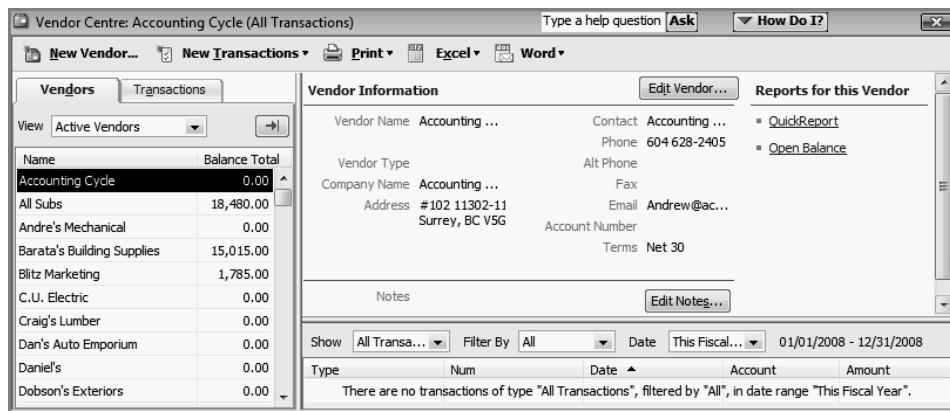 Vendor Centre: Accounting Cycle (All Transactions) Type a help question Ask How Do I?
New Vendor... New Transactions Print Excel Word
Vendors Transactions
View Active Vendors
Name Balance Total
Accounting Cycle 0.00
All Subs 18,480.00
Andre's Mechanical 0.00
Barata's Building Supplies 15,015.00
Blitz Marketing 1,785.00
C.U. Electric 0.00
Craig's Lumber 0.00
Dan's Auto Emporium 0.00
Daniel's 0.00
Dobson's Exteriors 0.00
Vendor Information Edit Vendor...
Vendor Name Accounting ... Contact Accounting ...
Phone 604 628-2405
Vendor Type Alt Phone
Company Name Accounting ... Fax
Address #102 11302-11 Email Andrew@ac...
Surrey, BC V5G Account Number
Terms Net 30
Notes Edit Notes...
Reports for this Vendor
QuickReport
Open Balance
Show All Transa... Filter By All Date This Fiscal... 01/01/2008 - 12/31/2008
Type Num Date Account Amount
There are no transactions of type "All Transactions", filtered by "All", in date range "This Fiscal Year".